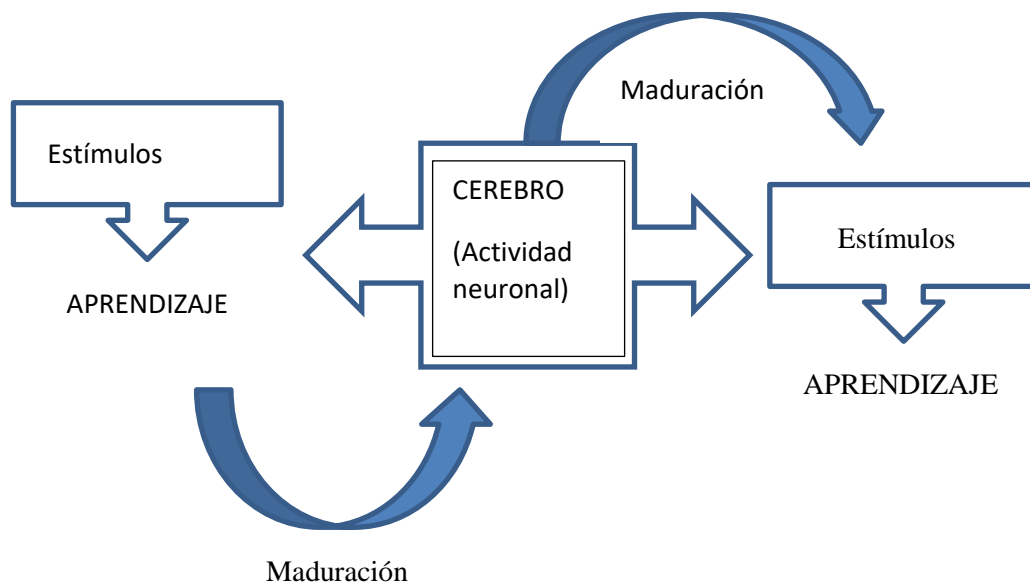 Maduración
Estímulos
CEREBRO
(Actividad
neuronal)
Estímulos
APRENDIZAJE
APRENDIZAJE
Maduración